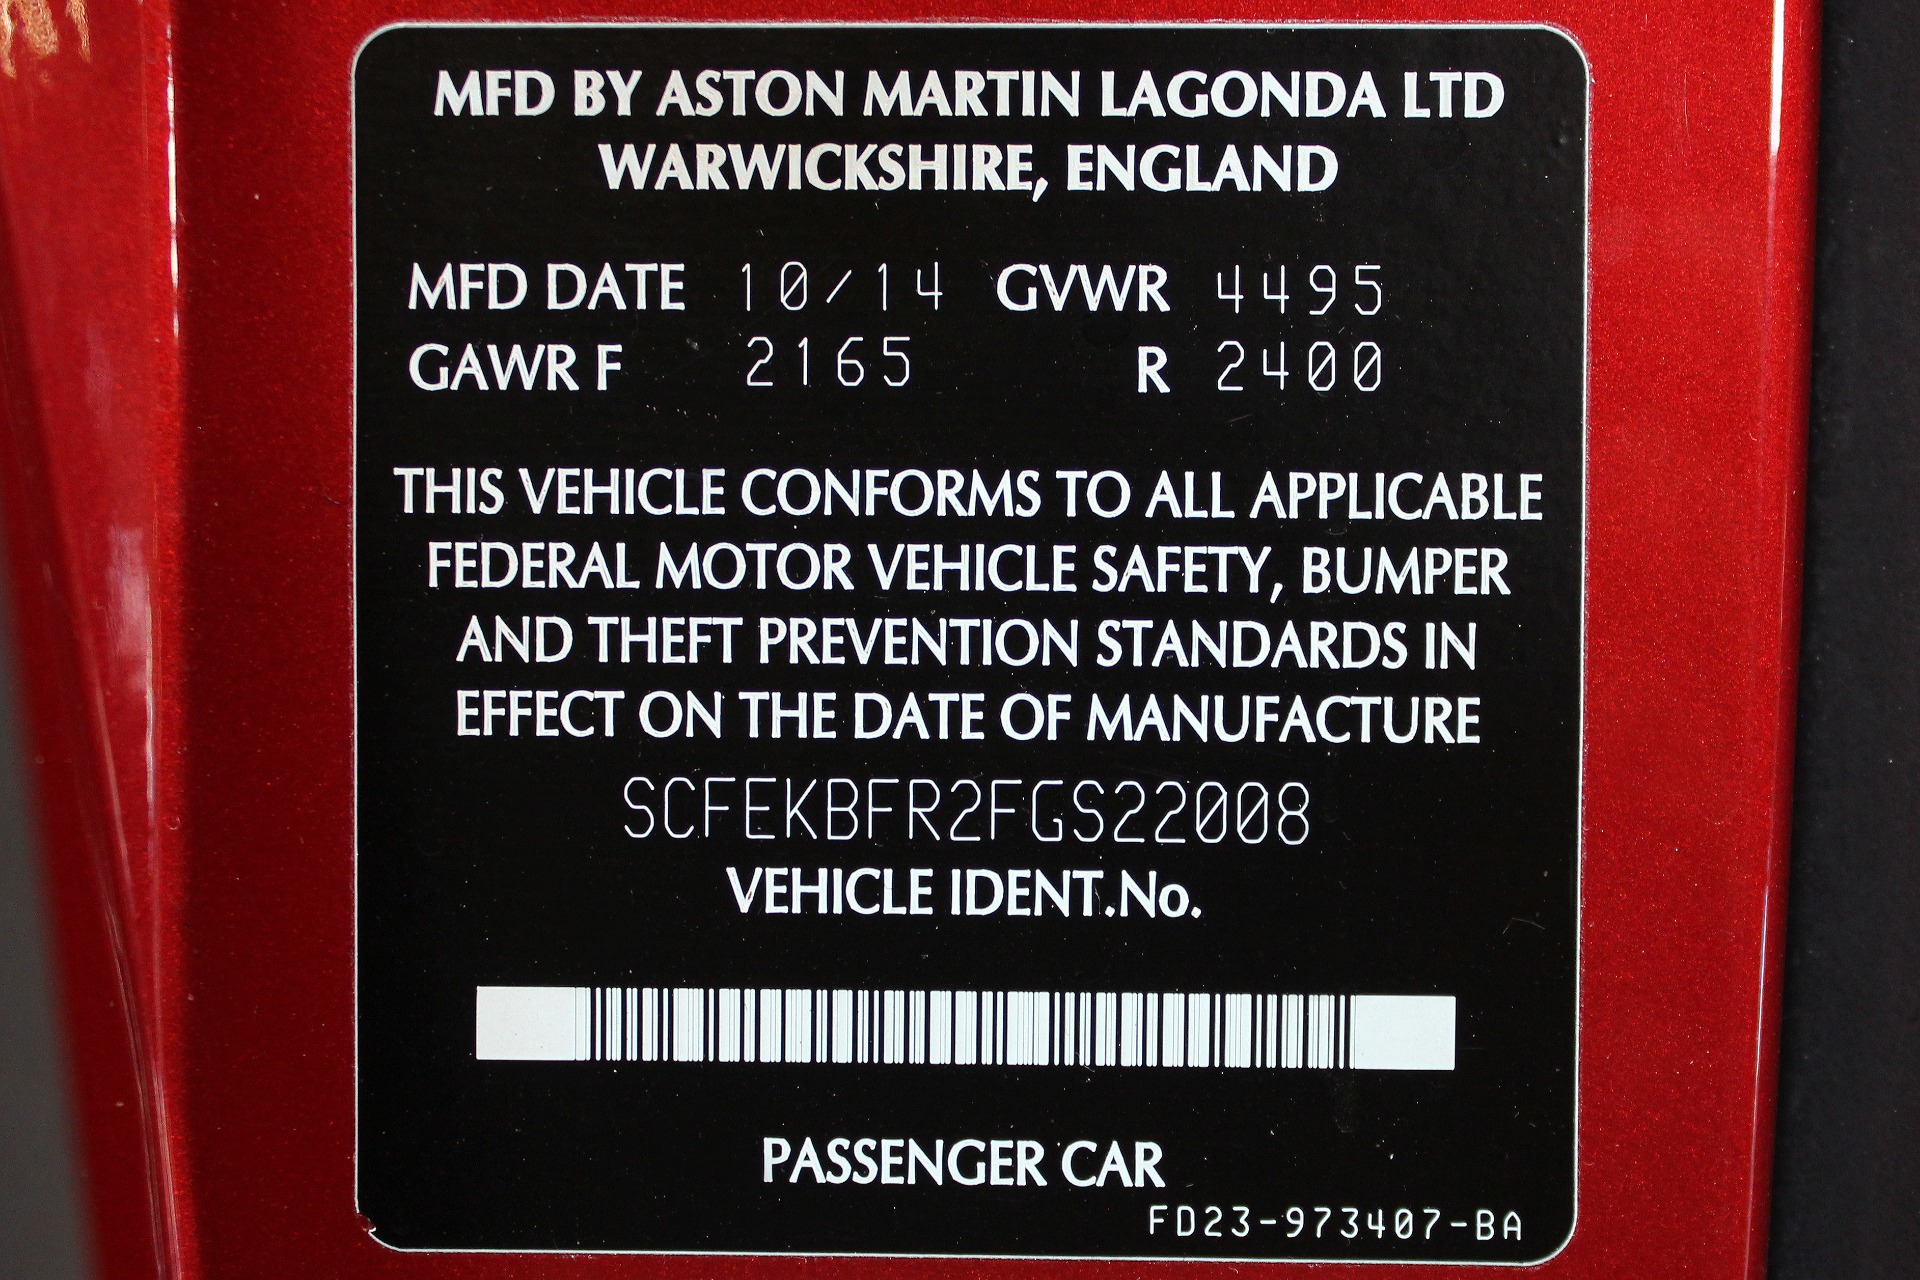 MFD BY ASTON MARTIN LAGONDA LTD
WARWICKSHIRE, ENGLAND
MFD DATE 10/14 GVWR 4495
GAWR F 2165 R 2400
THIS VEHICLE CONFORMS TO ALL APPLICABLE
FEDERAL MOTOR VEHICLE SAFETY, BUMPER
AND THEFT PREVENTION STANDARDS IN
EFFECT ON THE DATE OF MANUFACTURE
SCFEKBFR2FGS22008
VEHICLE IDENT.No.
PASSENGER CAR
FD23-973407-BA